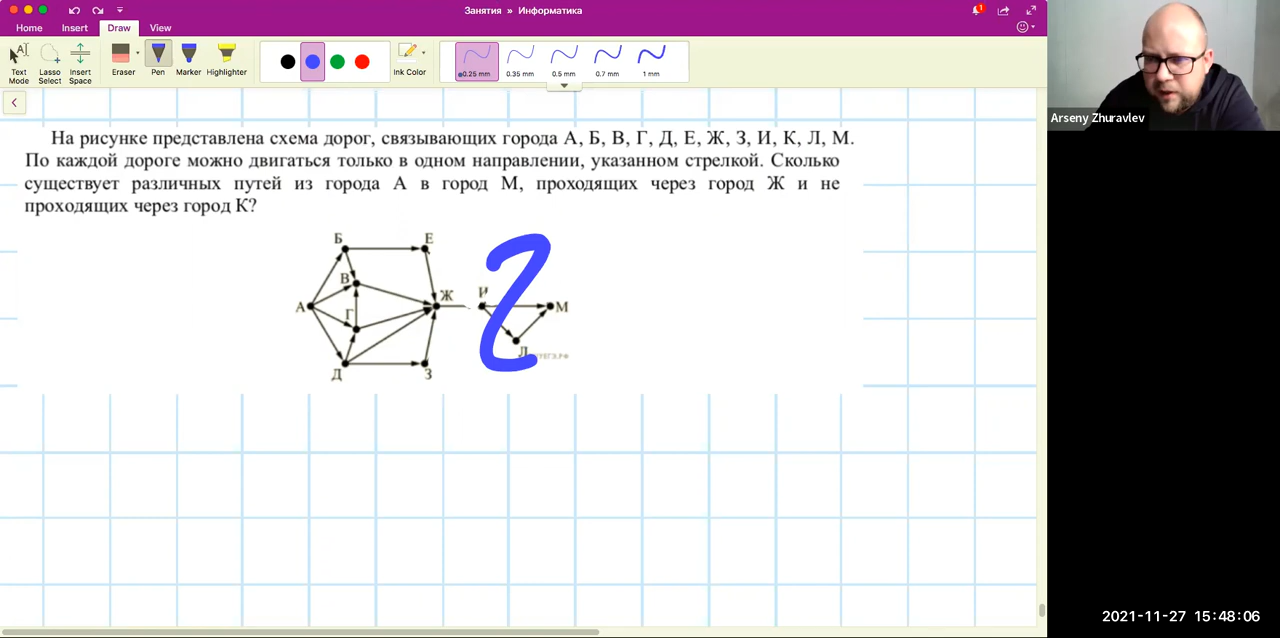 Занятия » Информатика
1
Home Insert Draw View
Text Mode
Lasso Select
Insert Space
Eraser
Pen
Marker
Highlighter
Ink Color
0.25 mm
0.35 mm
0.5 mm
0.7 mm
1 mm
Arseny Zhuravlev
На рисунке представлена схема дорог, связывающих города А, Б, В, Г, Д, Е, Ж, З, И, К, Л, М.
По каждой дороге можно двигаться только в одном направлении, указанном стрелкой. Сколько
существует различных путей из города А в город М, проходящих через город Ж и не
проходящих через город К?
Б Е
В
Ж И
А М
Г
Л
Д З
2
2021-11-27 15:48:06